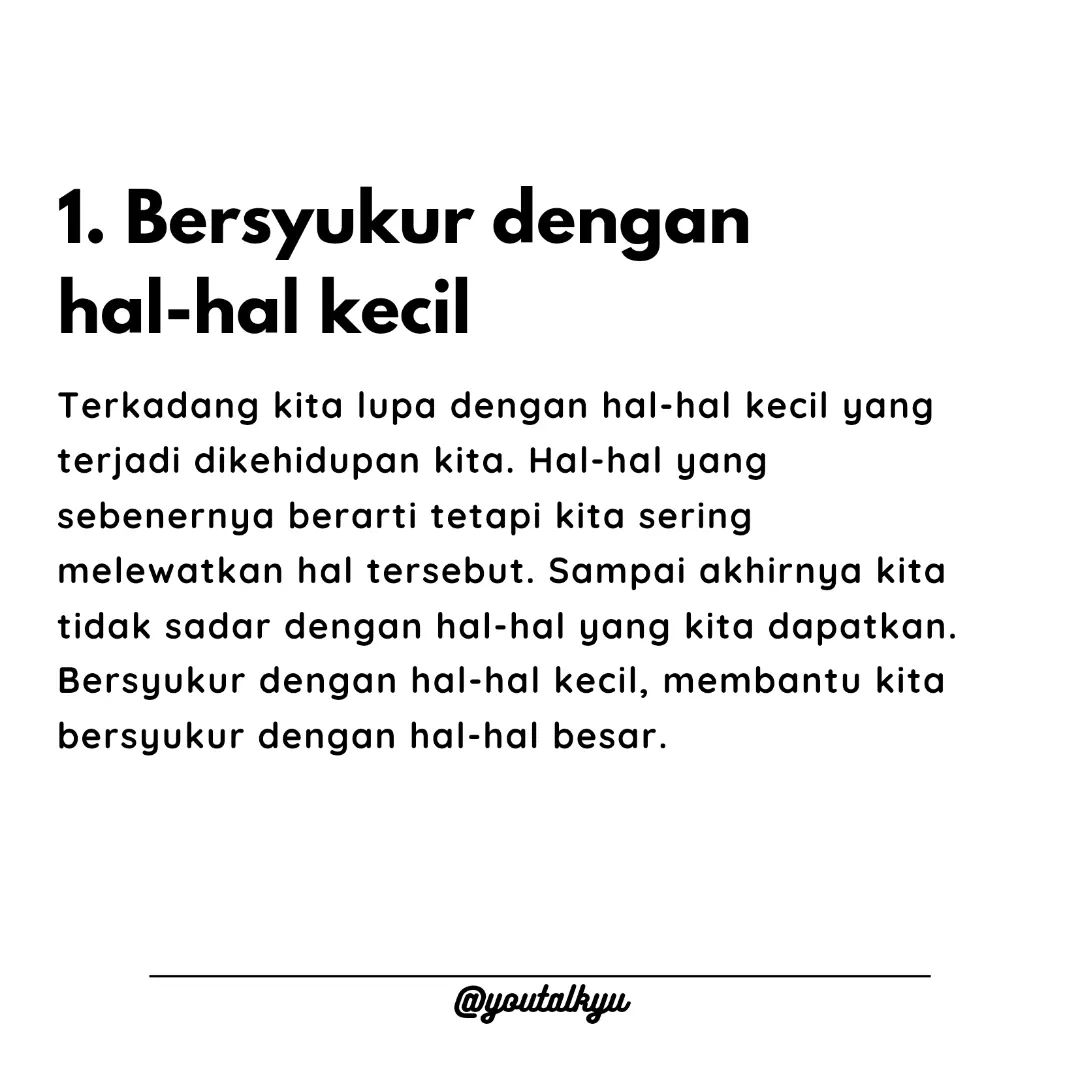 1. Bersyukur dengan
hal-hal kecil
Terkadang kita lupa dengan hal-hal kecil yang
terjadi dikehidupan kita. Hal-hal yang
sebenernya berarti tetapi kita sering
melewatkan hal tersebut. Sampai akhirnya kita
tidak sadar dengan hal-hal yang kita dapatkan.
Bersyukur dengan hal-hal kecil, membantu kita
bersyukur dengan hal-hal besar.
@youtalkyu